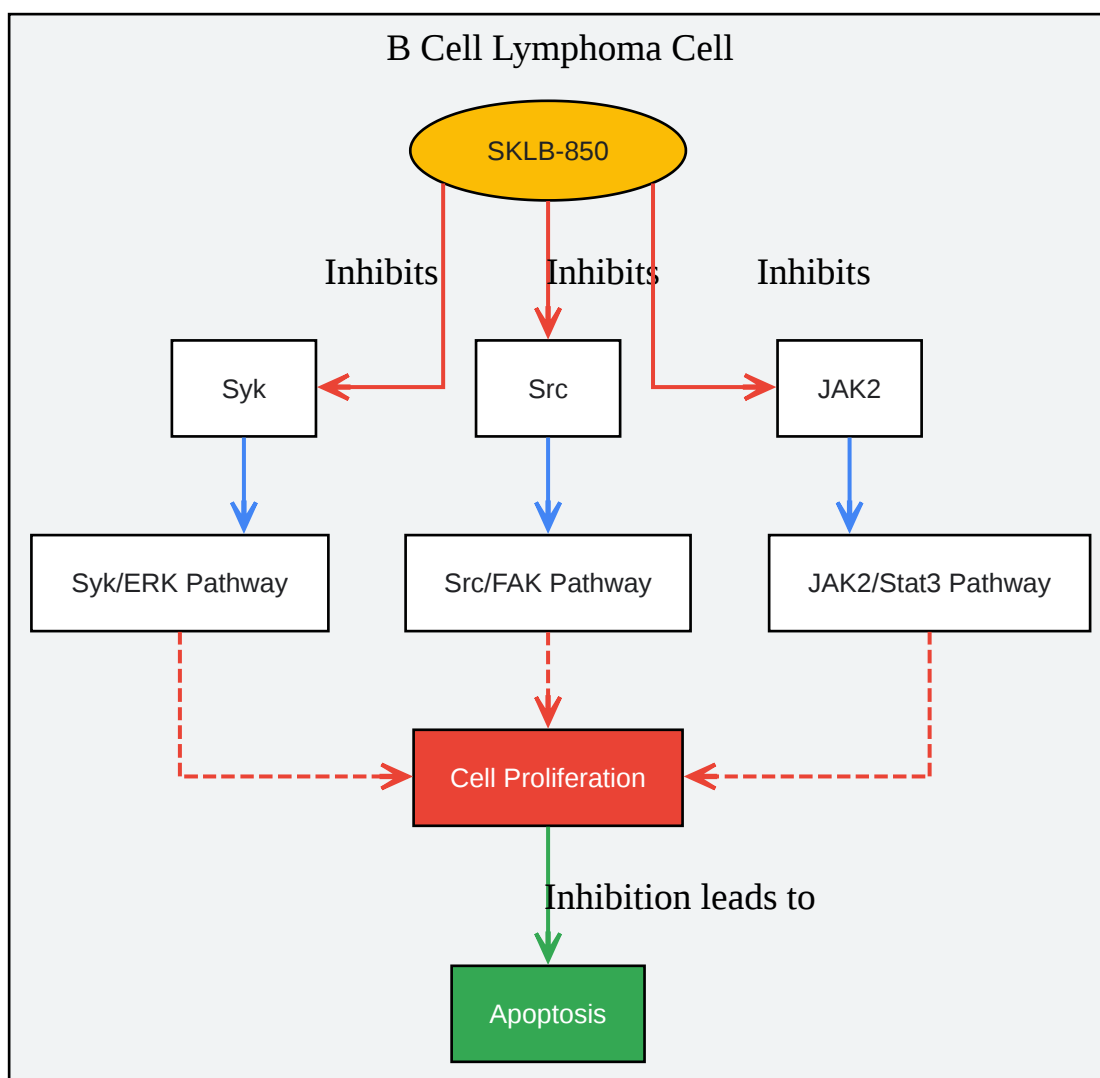 B Cell Lymphoma Cell
SKLB-850
Inhibits
Inhibits
Inhibits
Syk
Src
JAK2
Syk/ERK Pathway
Src/FAK Pathway
JAK2/Stat3 Pathway
Cell Proliferation
Inhibition leads to
Apoptosis